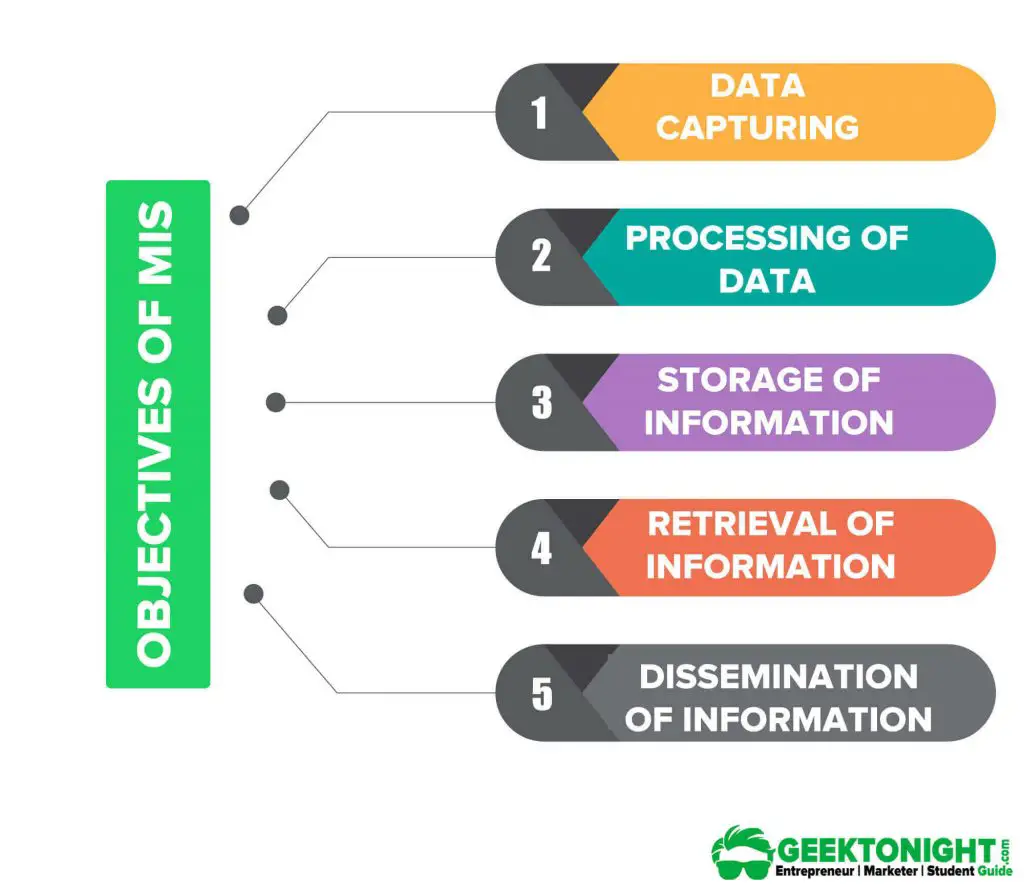 OBJECTIVES OF MIS
1
DATA
CAPTURING
2
PROCESSING OF
DATA
3
STORAGE OF
INFORMATION
4
RETRIEVAL OF
INFORMATION
5
DISSEMINATION
OF INFORMATION
GEEKTONIGHT.com
Entrepreneur | Marketer | Student Guide